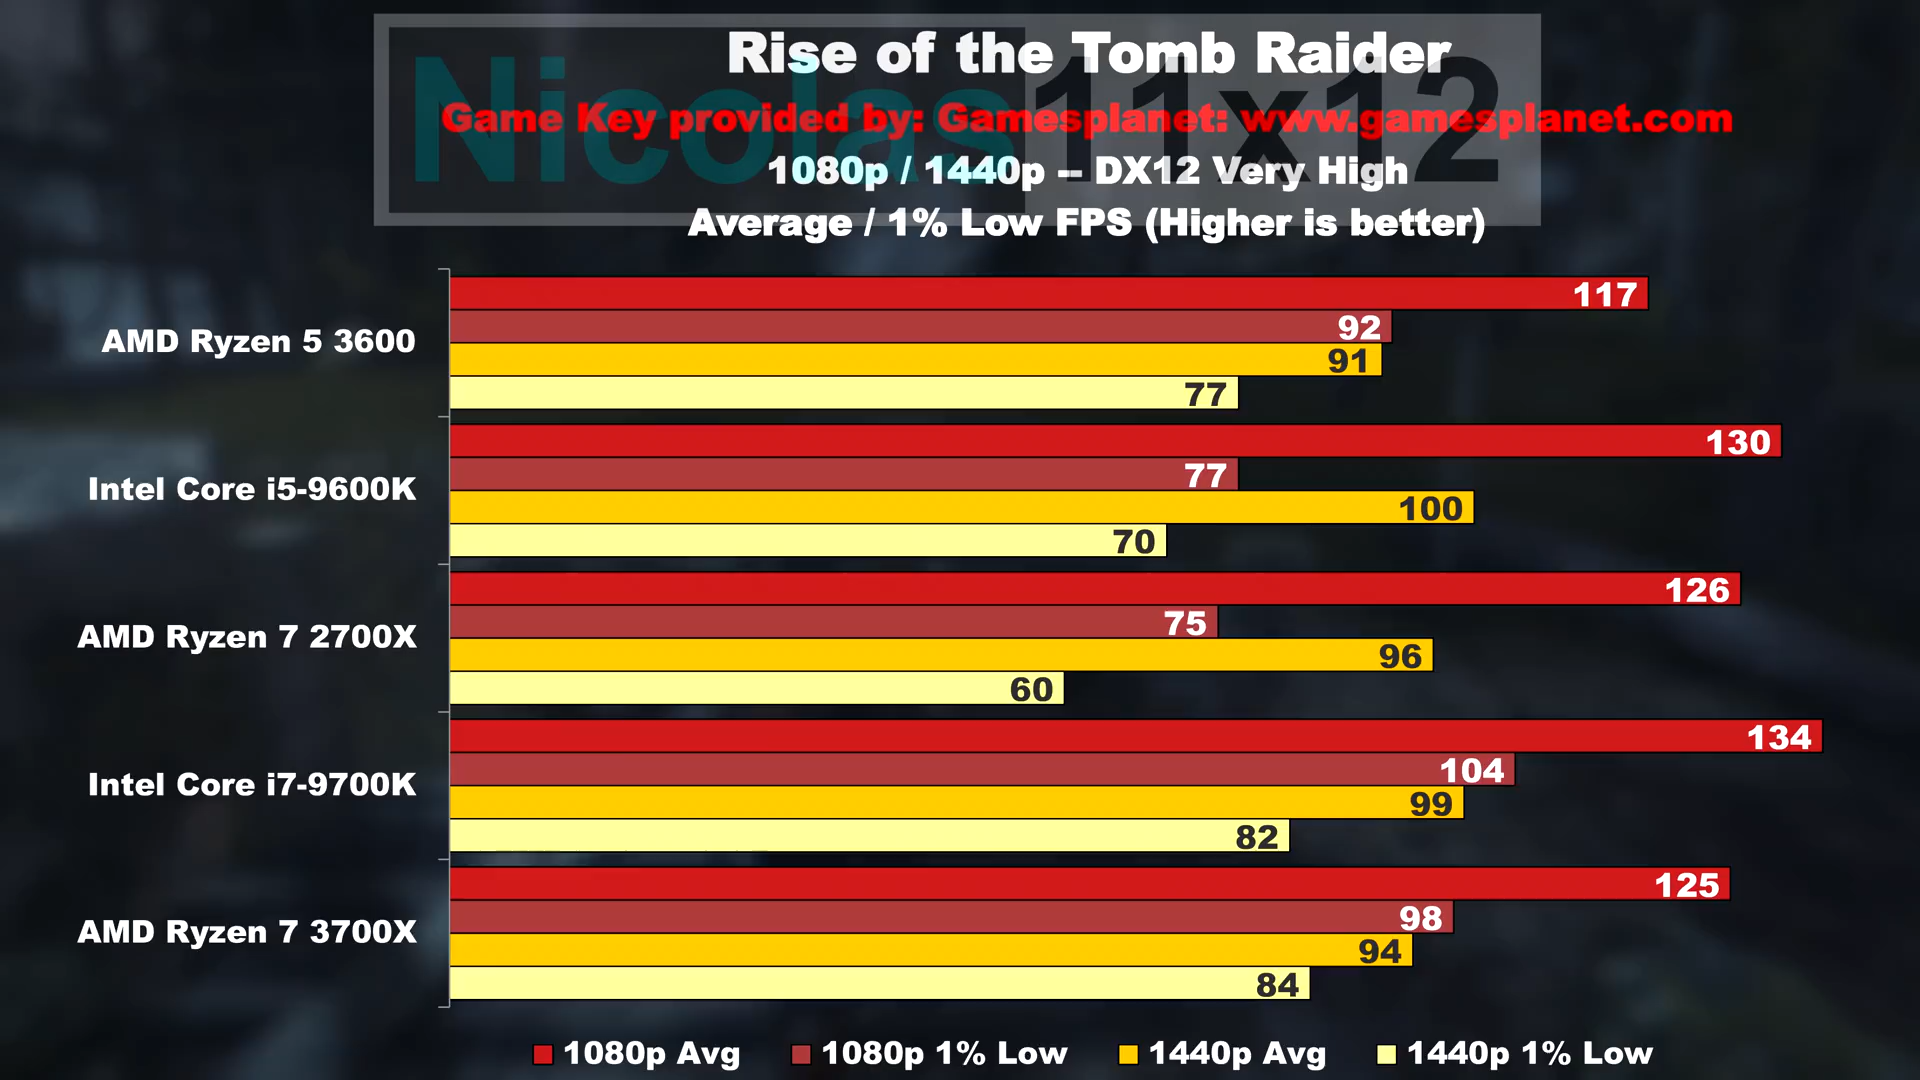 Nicolas11x12
Rise of the Tomb Raider
Game Key provided by: Gamesplanet: www.gamesplanet.com
1080p / 1440p – DX12 Very High
Average / 1% Low FPS (Higher is better)
AMD Ryzen 5 3600
117
92
91
77
Intel Core i5-9600K
130
77
100
70
AMD Ryzen 7 2700X
126
75
96
60
Intel Core i7-9700K
134
104
99
82
AMD Ryzen 7 3700X
125
98
94
84
1080p Avg 1080p 1% Low 1440p Avg 1440p 1% Low